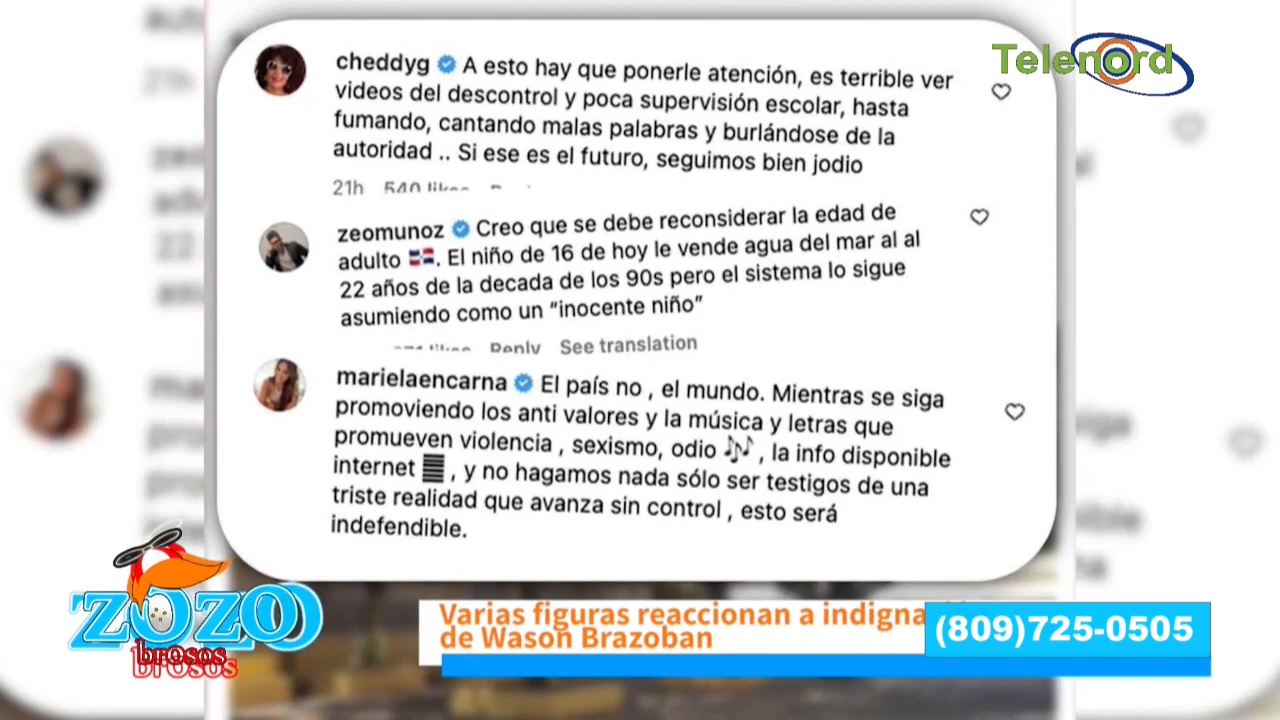 Telenord
cheddyg A esto hay que ponerle atención, es terrible ver
videos del descontrol y poca supervisión escolar, hasta
fumando, cantando malas palabras y burlándose de la
autoridad .. Si ese es el futuro, seguimos bien jodio
21h 540 likes
zeomunoz Creo que se debe reconsiderar la edad de
adulto 🇩🇴. El niño de 16 de hoy le vende agua del mar al al
22 años de la decada de los 90s pero el sistema lo sigue
asumiendo como un “inocente niño”
likes Reply See translation
marielaencarna El país no , el mundo. Mientras se siga
promoviendo los anti valores y la música y letras que
promueven violencia , sexismo, odio 🎶 , la info disponible
internet , y no hagamos nada sólo ser testigos de una
triste realidad que avanza sin control , esto será
indefendible.
ZOZO
brosos
Varias figuras reaccionan a indigna
de Wason Brazoban
(809)725-0505